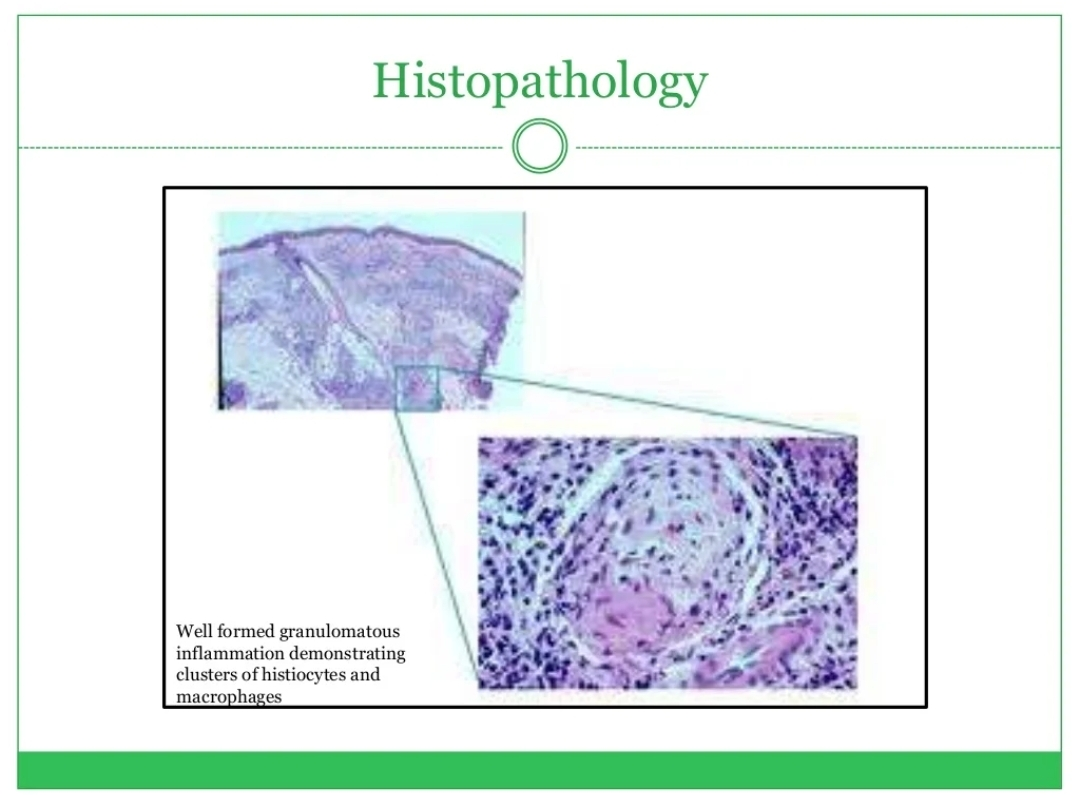 Histopathology
Well formed granulomatous
inflammation demonstrating
clusters of histiocytes and
macrophages